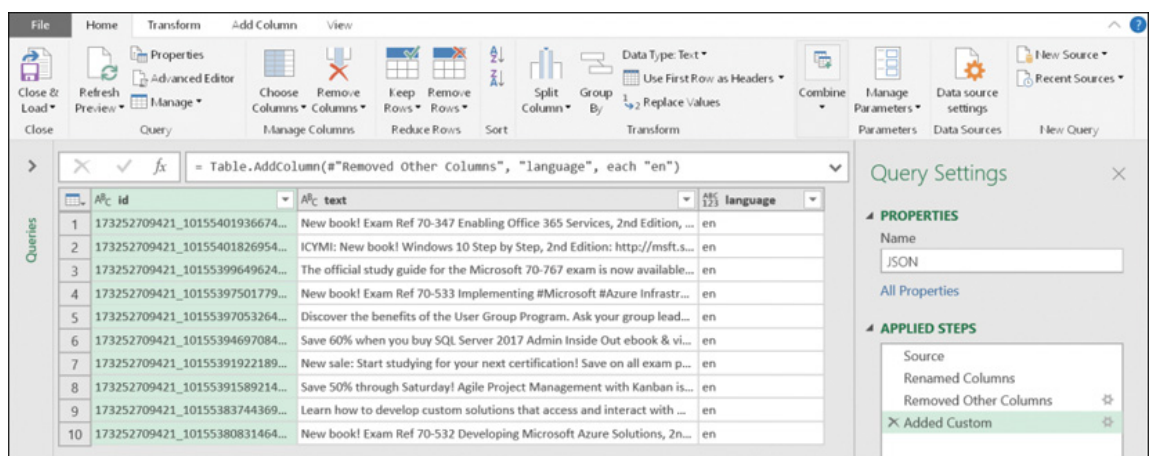 File Home Transform Add Column View
Close & Load
Close
Refresh Preview
Properties
Advanced Editor
Manage
Query
Choose Columns
Remove Columns
Manage Columns
Keep Rows
Remove Rows
Reduce Rows
Sort
Split Column
Group By
Data Type: Text
Use First Row as Headers
Replace Values
Transform
Combine
Manage Parameters
Parameters
Data source settings
Data Sources
New Source
Recent Sources
New Query
fx = Table.AddColumn(#"Removed Other Columns", "language", each "en")
Queries
ABC id ABC text ABC 123 language
1 173252709421_10155401936674... New book! Exam Ref 70-347 Enabling Office 365 Services, 2nd Edition, ... en
2 173252709421_10155401826954... ICYMI: New book! Windows 10 Step by Step, 2nd Edition: http://msft.s... en
3 173252709421_10155399649624... The official study guide for the Microsoft 70-767 exam is now available... en
4 173252709421_10155397501779... New book! Exam Ref 70-533 Implementing #Microsoft #Azure Infrastr... en
5 173252709421_10155397053264... Discover the benefits of the User Group Program. Ask your group lead... en
6 173252709421_10155394697084... Save 60% when you buy SQL Server 2017 Admin Inside Out ebook & vi... en
7 173252709421_10155391922189... New sale: Start studying for your next certification! Save on all exam p... en
8 173252709421_10155391589214... Save 50% through Saturday! Agile Project Management with Kanban is... en
9 173252709421_10155383744369... Learn how to develop custom solutions that access and interact with ... en
10 173252709421_10155380831464... New book! Exam Ref 70-532 Developing Microsoft Azure Solutions, 2n... en
Query Settings
PROPERTIES
Name
JSON
All Properties
APPLIED STEPS
Source
Renamed Columns
Removed Other Columns
Added Custom